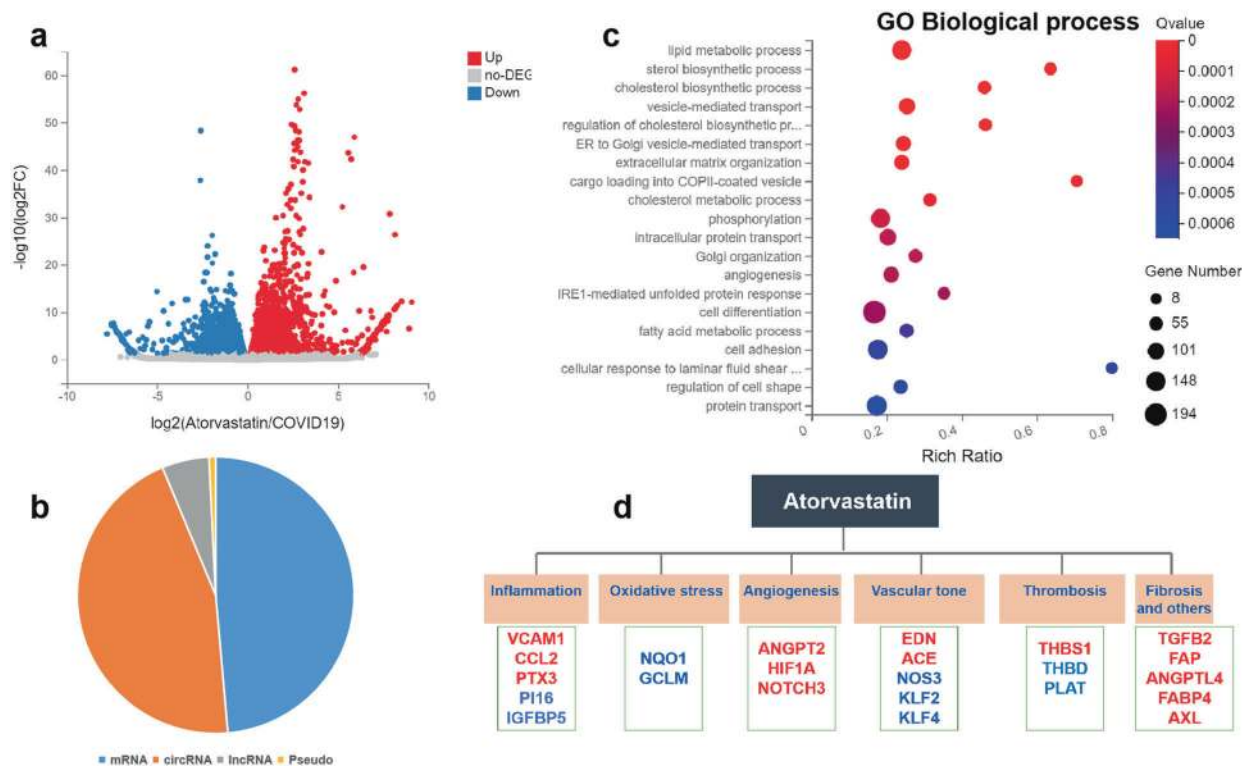 a
Up
no-DEG
Down
60
50
40
30
20
10
0
-log10(log2FC)
-10
-5
0
5
10
log2(Atorvastatin/COVID19)
b
mRNA circRNA lncRNA Pseudo
c
GO Biological process
lipid metabolic process
sterol biosynthetic process
cholesterol biosynthetic process
vesicle-mediated transport
regulation of cholesterol biosynthetic pr...
ER to Golgi vesicle-mediated transport
extracellular matrix organization
cargo loading into COPII-coated vesicle
cholesterol metabolic process
phosphorylation
intracellular protein transport
Golgi organization
angiogenesis
IRE1-mediated unfolded protein response
cell differentiation
fatty acid metabolic process
cell adhesion
cellular response to laminar fluid shear ...
regulation of cell shape
protein transport
0
0.2
0.4
0.6
0.8
Rich Ratio
Qvalue
0
0.0001
0.0002
0.0003
0.0004
0.0005
0.0006
Gene Number
8
55
101
148
194
d
Atorvastatin
Inflammation
VCAM1
CCL2
PTX3
PI16
IGFBP5
Oxidative stress
NQO1
GCLM
Angiogenesis
ANGPT2
HIF1A
NOTCH3
Vascular tone
EDN
ACE
NOS3
KLF2
KLF4
Thrombosis
THBS1
THBD
PLAT
Fibrosis
and others
TGFB2
FAP
ANGPTL4
FABP4
AXL